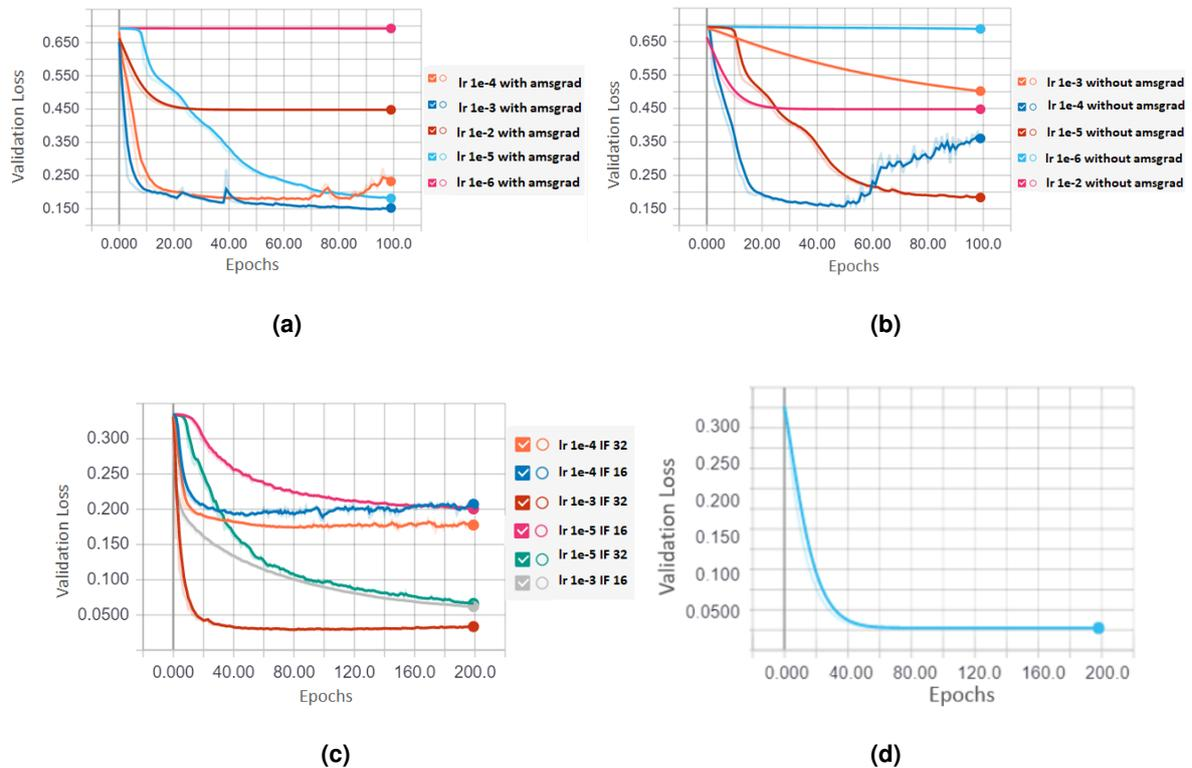 Validation Loss
0.650
0.550
0.450
0.350
0.250
0.150
0.000 20.00 40.00 60.00 80.00 100.0
Epochs
lr 1e-4 with amsgrad
lr 1e-3 with amsgrad
lr 1e-2 with amsgrad
lr 1e-5 with amsgrad
lr 1e-6 with amsgrad
(a)
Validation Loss
0.650
0.550
0.450
0.350
0.250
0.150
0.000 20.00 40.00 60.00 80.00 100.0
Epochs
lr 1e-3 without amsgrad
lr 1e-4 without amsgrad
lr 1e-5 without amsgrad
lr 1e-6 without amsgrad
lr 1e-2 without amsgrad
(b)
Validation Loss
0.300
0.250
0.200
0.150
0.100
0.0500
0.000 40.00 80.00 120.0 160.0 200.0
Epochs
lr 1e-4 IF 32
lr 1e-4 IF 16
lr 1e-3 IF 32
lr 1e-5 IF 16
lr 1e-5 IF 32
lr 1e-3 IF 16
(c)
Validation Loss
0.300
0.250
0.200
0.150
0.100
0.0500
0.000 40.00 80.00 120.0 160.0 200.0
Epochs
(d)